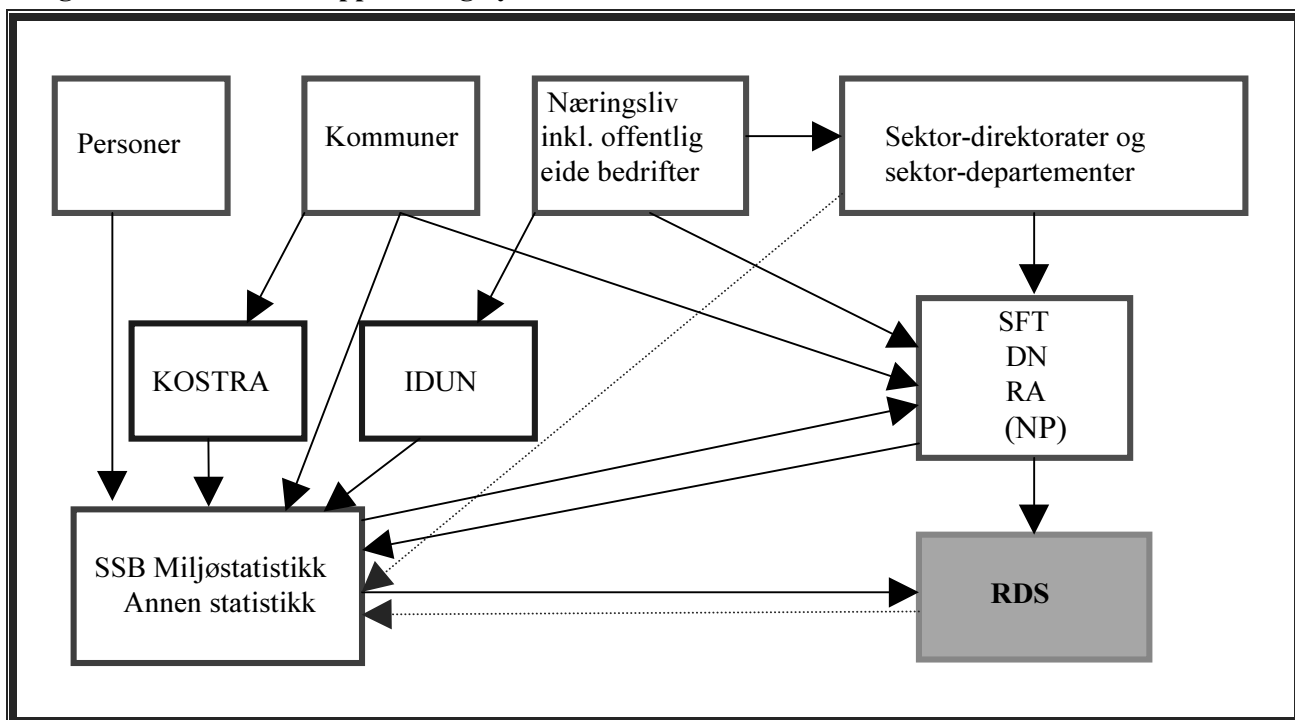 Personer
Kommuner
Næringsliv
inkl. offentlig
eide bedrifter
Sektor-direktorater og
sektor-departementer
KOSTRA
IDUN
SFT
DN
RA
(NP)
SSB Miljøstatistikk
Annen statistikk
RDS